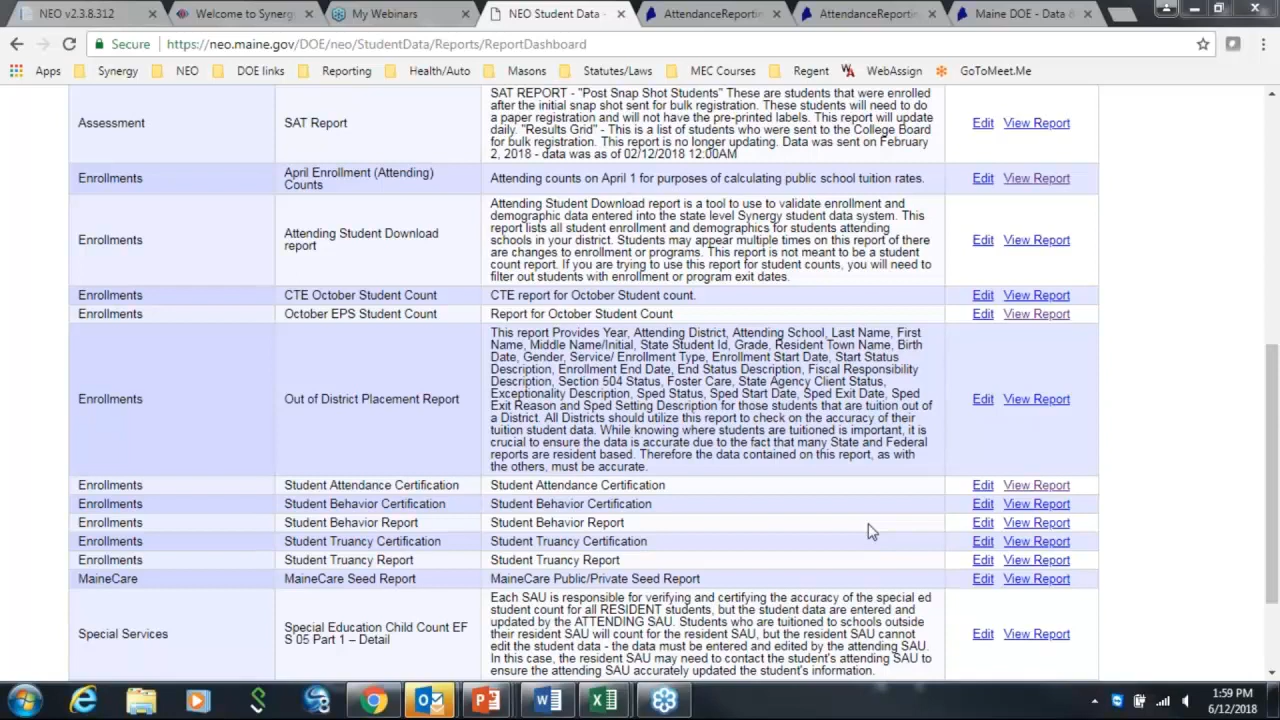 NEO v2.3.8.312
Welcome to Synerg
My Webinars
NEO Student Data -
AttendanceReportin
AttendanceReportin
Maine DOE - Data &
Secure
https://neo.maine.gov/DOE/neo/StudentData/Reports/ReportDashboard
Apps Synergy NEO DOE links Reporting Health/Auto Masons Statutes/Laws MEC Courses Regent WebAssign GoToMeet.Me
SAT REPORT - "Post Snap Shot Students" These are students that were enrolled
after the initial snap shot sent for bulk registration. These students will need to do
a paper registration and will not have the pre-printed labels. This report will update
Assessment SAT Report daily. "Results Grid" - This is a list of students who were sent to the College Board Edit View Report
for bulk registration. This report is no longer updating. Data was sent on February
2, 2018 - data was as of 02/12/2018 12:00AM
Enrollments April Enrollment (Attending)
Counts Attending counts on April 1 for purposes of calculating public school tuition rates. Edit View Report
Attending Student Download report is a tool to use to validate enrollment and
demographic data entered into the state level Synergy student data system. This
report lists all student enrollment and demographics for students attending
Enrollments Attending Student Download
report schools in your district. Students may appear multiple times on this report of there Edit View Report
are changes to enrollment or programs. This report is not meant to be a student
count report. If you are trying to use this report for student counts, you will need to
filter out students with enrollment or program exit dates.
Enrollments CTE October Student Count CTE report for October Student count. Edit View Report
Enrollments October EPS Student Count Report for October Student Count Edit View Report
This report Provides Year, Attending District, Attending School, Last Name, First
Name, Middle Name/Initial, State Student Id, Grade, Resident Town Name, Birth
Date, Gender, Service/ Enrollment Type, Enrollment Start Date, Start Status
Description, Enrollment End Date, End Status Description, Fiscal Responsibility
Description, Section 504 Status, Foster Care, State Agency Client Status,
Exceptionality Description, Sped Status, Sped Start Date, Sped Exit Date, Sped
Enrollments Out of District Placement Report Exit Reason and Sped Setting Description for those students that are tuition out of Edit View Report
a District. All Districts should utilize this report to check on the accuracy of their
tuition student data. While knowing where students are tuitioned is important, it is
crucial to ensure the data is accurate due to the fact that many State and Federal
reports are resident based. Therefore the data contained on this report, as with
the others, must be accurate.
Enrollments Student Attendance Certification Student Attendance Certification Edit View Report
Enrollments Student Behavior Certification Student Behavior Certification Edit View Report
Enrollments Student Behavior Report Student Behavior Report Edit View Report
Enrollments Student Truancy Certification Student Truancy Certification Edit View Report
Enrollments Student Truancy Report Student Truancy Report Edit View Report
MaineCare MaineCare Seed Report MaineCare Public/Private Seed Report Edit View Report
Each SAU is responsible for verifying and certifying the accuracy of the special ed
student count for all RESIDENT students, but the student data are entered and
updated by the ATTENDING SAU. Students who are tuitioned to schools outside
Special Services Special Education Child Count EF
S 05 Part 1 – Detail their resident SAU will count for the resident SAU, but the resident SAU cannot Edit View Report
edit the student data - the data must be entered and edited by the attending SAU.
In this case, the resident SAU may need to contact the student's attending SAU to
ensure the attending SAU accurately updated the student's information.
1:59 PM
6/12/2018